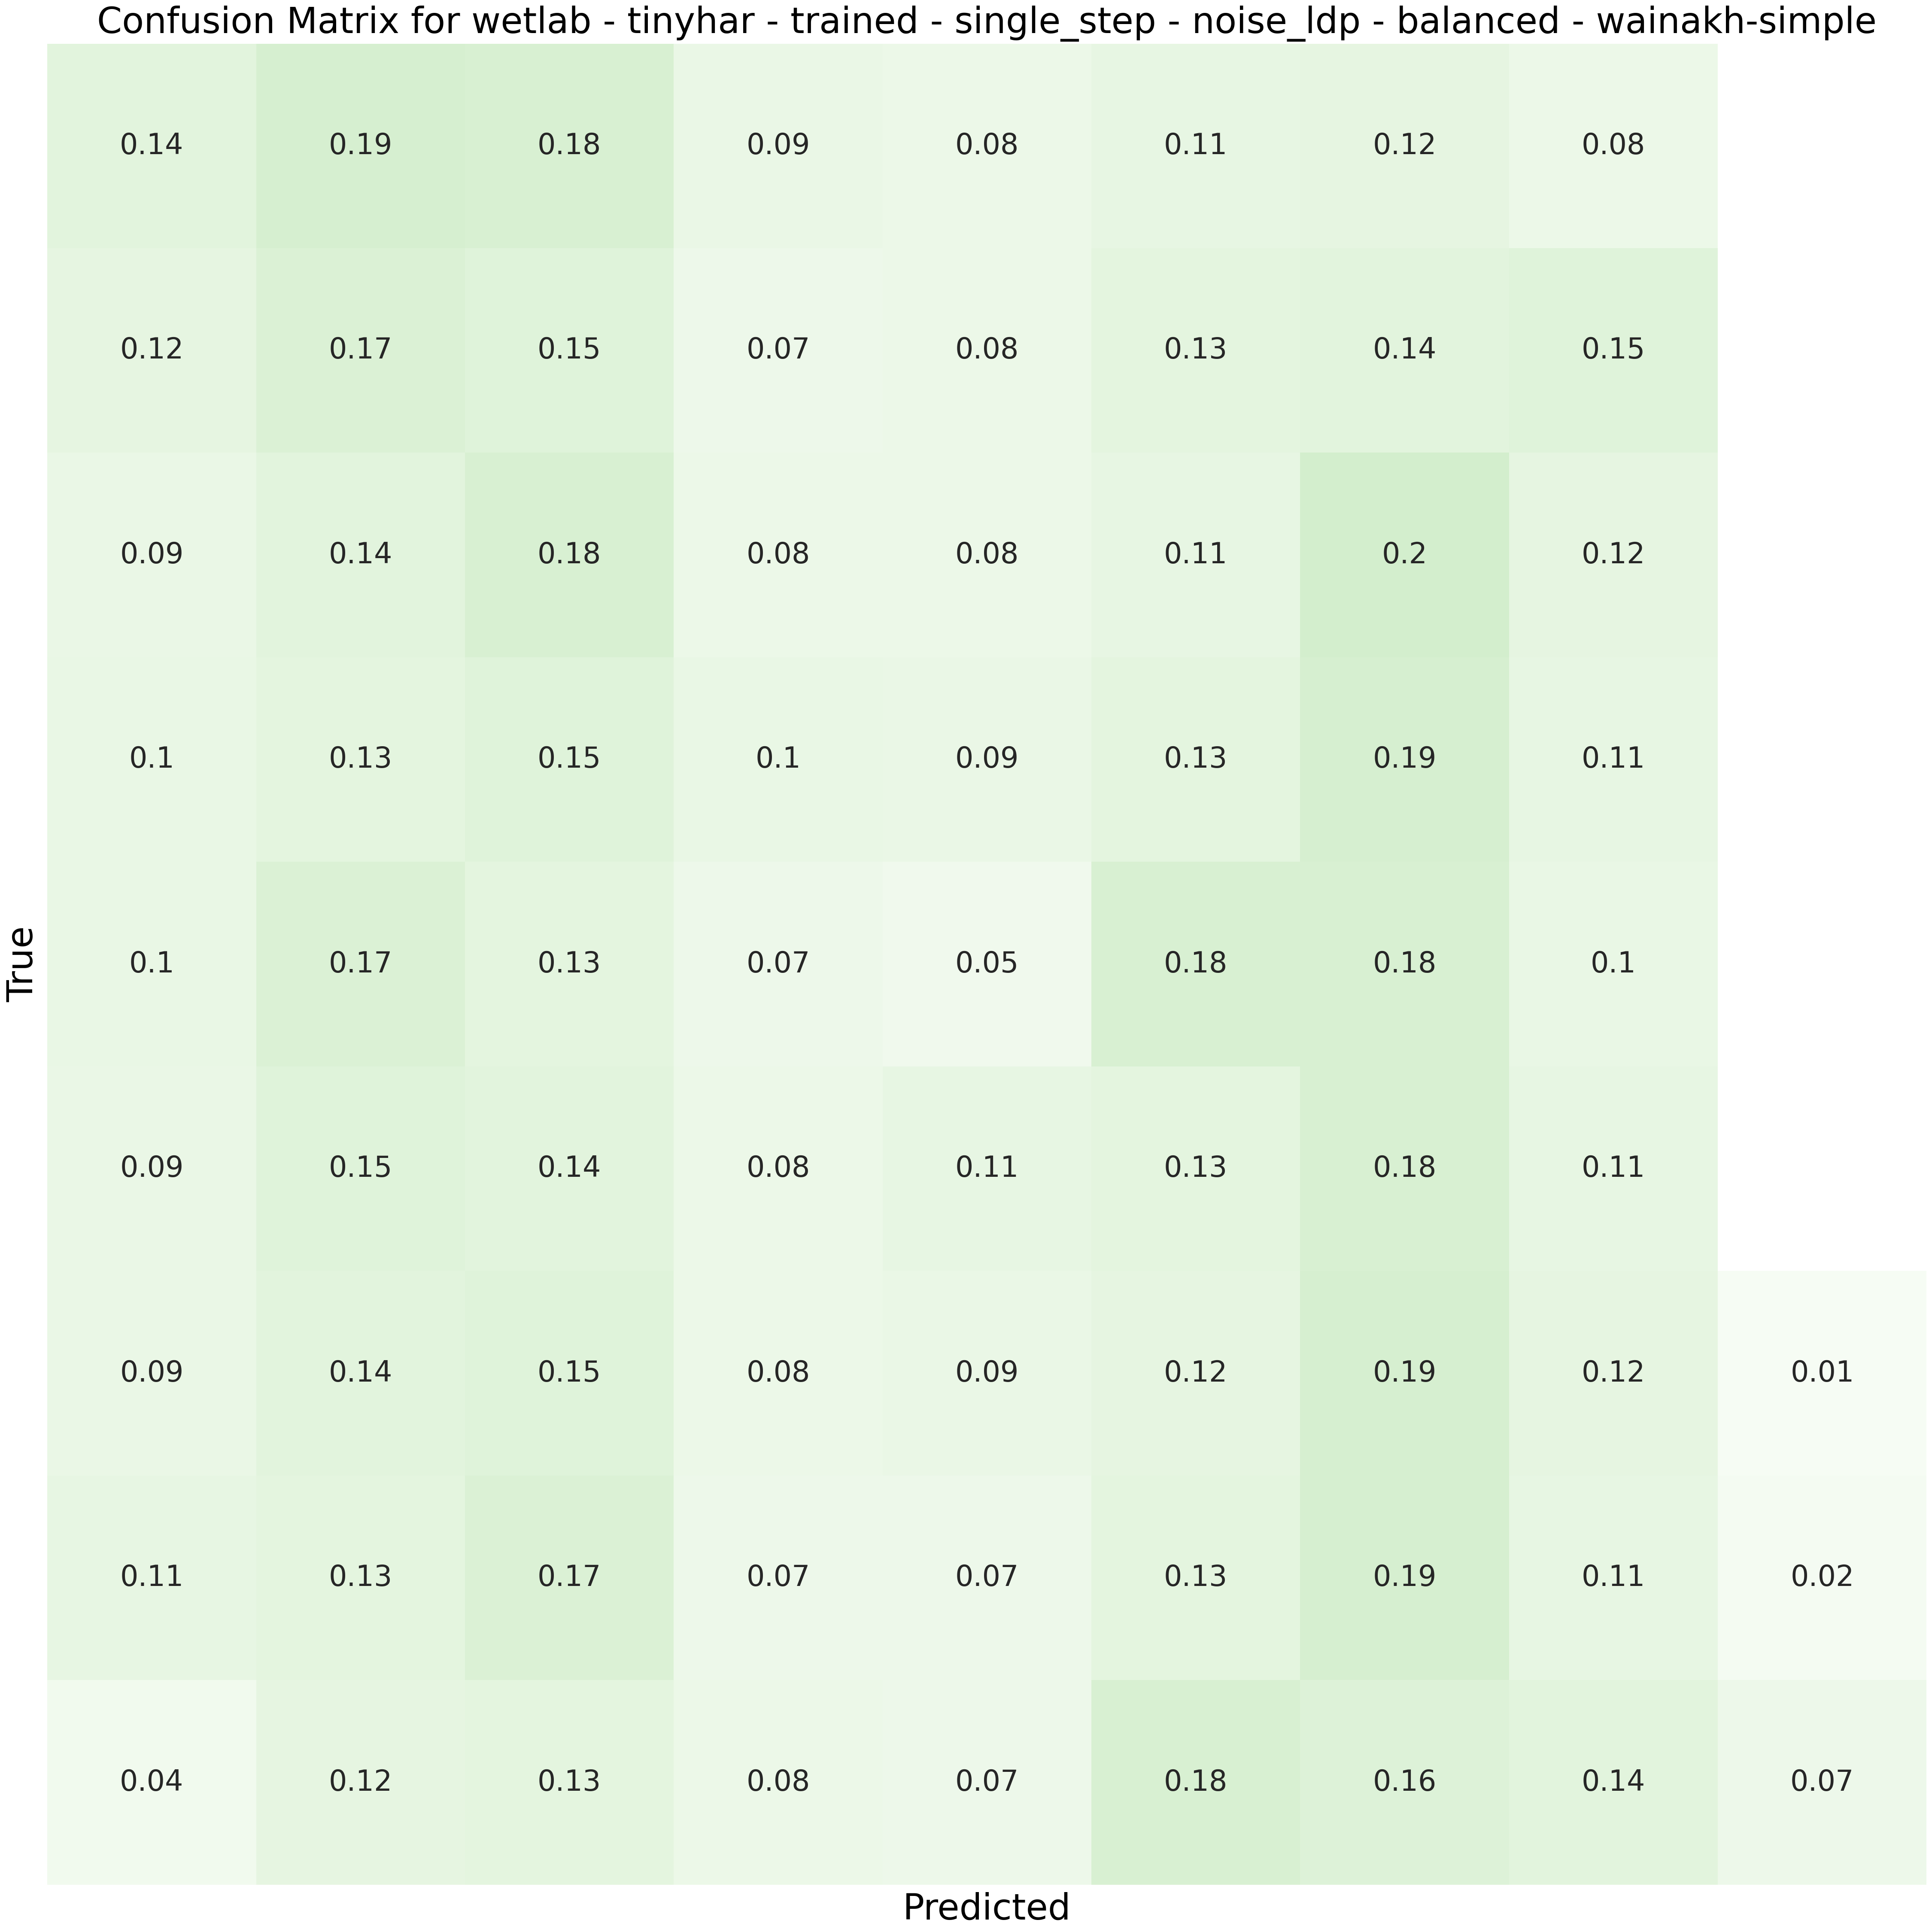 Confusion Matrix for wetlab - tinyhar - trained - single_step - noise_ldp - balanced - wainakh-simple
0.14 0.19 0.18 0.09 0.08 0.11 0.12 0.08
0.12 0.17 0.15 0.07 0.08 0.13 0.14 0.15
0.09 0.14 0.18 0.08 0.08 0.11 0.2 0.12
0.1 0.13 0.15 0.1 0.09 0.13 0.19 0.11
True
0.1 0.17 0.13 0.07 0.05 0.18 0.18 0.1
0.09 0.15 0.14 0.08 0.11 0.13 0.18 0.11
0.09 0.14 0.15 0.08 0.09 0.12 0.19 0.12 0.01
0.11 0.13 0.17 0.07 0.07 0.13 0.19 0.11 0.02
0.04 0.12 0.13 0.08 0.07 0.18 0.16 0.14 0.07
Predicted